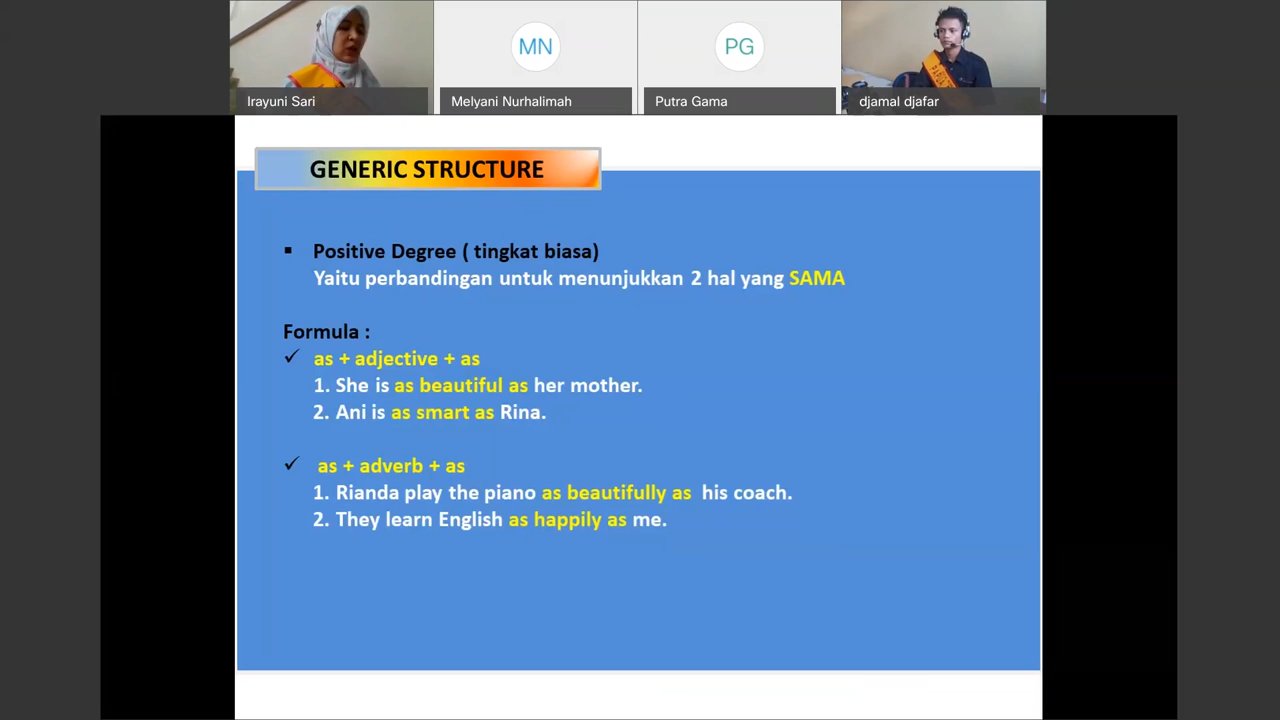 MN
PG
Irayuni Sari
Melyani Nurhalimah
Putra Gama
djamal djafar
GENERIC STRUCTURE
▪ Positive Degree ( tingkat biasa)
Yaitu perbandingan untuk menunjukkan 2 hal yang SAMA
Formula :
✓ as + adjective + as
1. She is as beautiful as her mother.
2. Ani is as smart as Rina.
✓ as + adverb + as
1. Rianda play the piano as beautifully as his coach.
2. They learn English as happily as me.